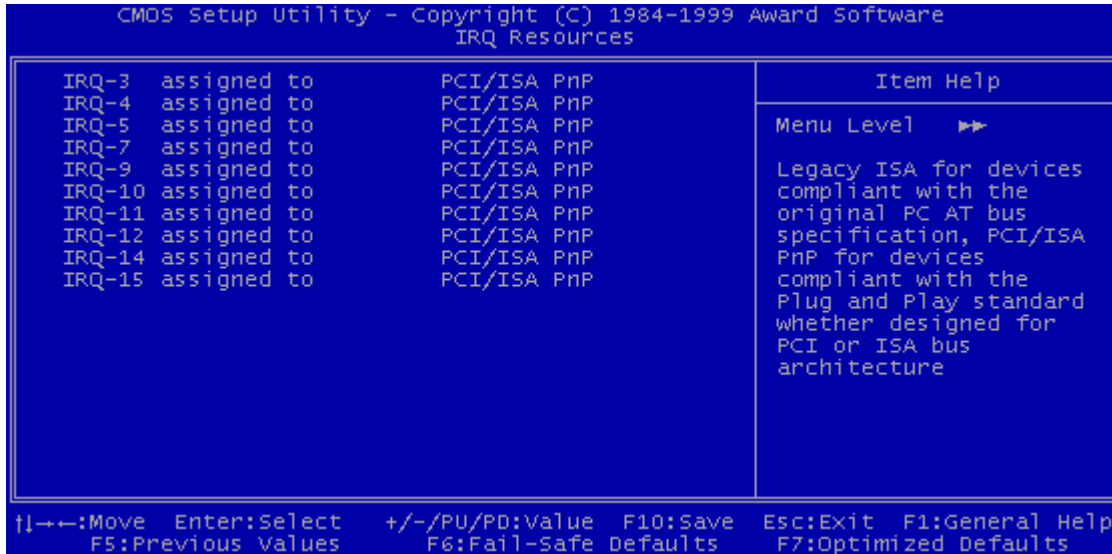 CMOS Setup Utility - Copyright (C) 1984-1999 Award Software
IRQ Resources
IRQ-3 assigned to PCI/ISA PnP
IRQ-4 assigned to PCI/ISA PnP
IRQ-5 assigned to PCI/ISA PnP
IRQ-7 assigned to PCI/ISA PnP
IRQ-9 assigned to PCI/ISA PnP
IRQ-10 assigned to PCI/ISA PnP
IRQ-11 assigned to PCI/ISA PnP
IRQ-12 assigned to PCI/ISA PnP
IRQ-14 assigned to PCI/ISA PnP
IRQ-15 assigned to PCI/ISA PnP
Item Help
Menu Level ►►
Legacy ISA for devices
compliant with the
original PC AT bus
specification, PCI/ISA
PnP for devices
compliant with the
Plug and Play standard
whether designed for
PCI or ISA bus
architecture
↑↓→←:Move Enter:Select +/-/PU/PD:Value F10:Save Esc:Exit F1:General Help
F5:Previous Values F6:Fail-Safe Defaults F7:Optimized Defaults